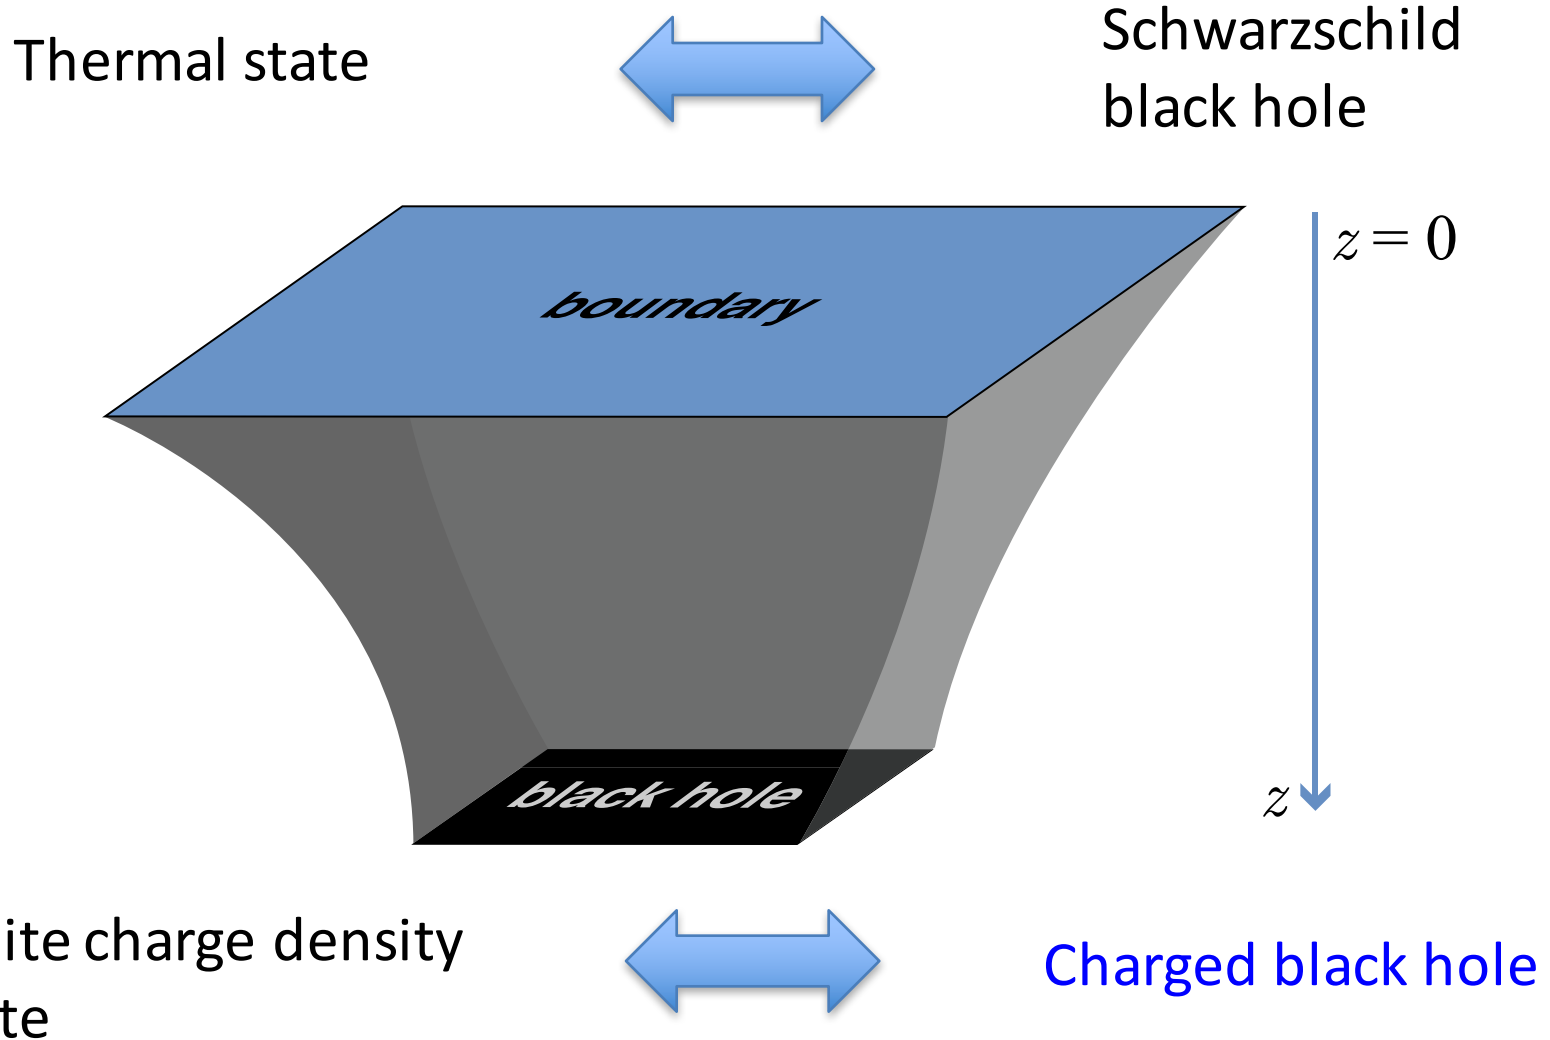 Thermal state
Schwarzschild
black hole
z = 0
boundary
black hole
z
ite charge density
te
Charged black hole